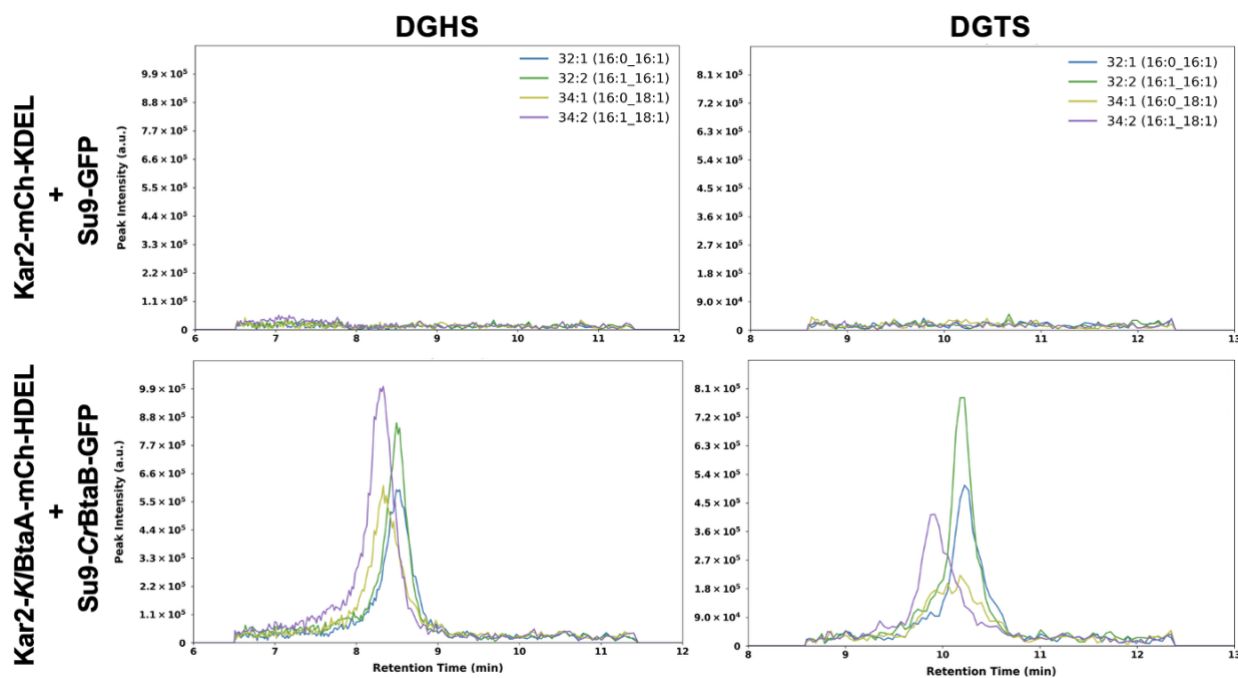 DGHS
DGTS
Kar2-mCh-KDEL
+
Su9-GFP
Peak Intensity (a.u.)
9.9 × 10⁵
8.8 × 10⁵
7.7 × 10⁵
6.6 × 10⁵
5.5 × 10⁵
4.4 × 10⁵
3.3 × 10⁵
2.2 × 10⁵
1.1 × 10⁵
0
32:1 (16:0_16:1)
32:2 (16:1_16:1)
34:1 (16:0_18:1)
34:2 (16:1_18:1)
6 7 8 9 10 11 12
8.1 × 10⁵
7.2 × 10⁵
6.3 × 10⁵
5.4 × 10⁵
4.5 × 10⁵
3.6 × 10⁵
2.7 × 10⁵
1.8 × 10⁵
9.0 × 10⁴
0
32:1 (16:0_16:1)
32:2 (16:1_16:1)
34:1 (16:0_18:1)
34:2 (16:1_18:1)
8 9 10 11 12 13
Kar2-KlBtaA-mCh-HDEL
+
Su9-CrBtaB-GFP
Peak Intensity (a.u.)
9.9 × 10⁵
8.8 × 10⁵
7.7 × 10⁵
6.6 × 10⁵
5.5 × 10⁵
4.4 × 10⁵
3.3 × 10⁵
2.2 × 10⁵
1.1 × 10⁵
0
6 7 8 9 10 11 12
Retention Time (min)
8.1 × 10⁵
7.2 × 10⁵
6.3 × 10⁵
5.4 × 10⁵
4.5 × 10⁵
3.6 × 10⁵
2.7 × 10⁵
1.8 × 10⁵
9.0 × 10⁴
0
8 9 10 11 12 13
Retention Time (min)